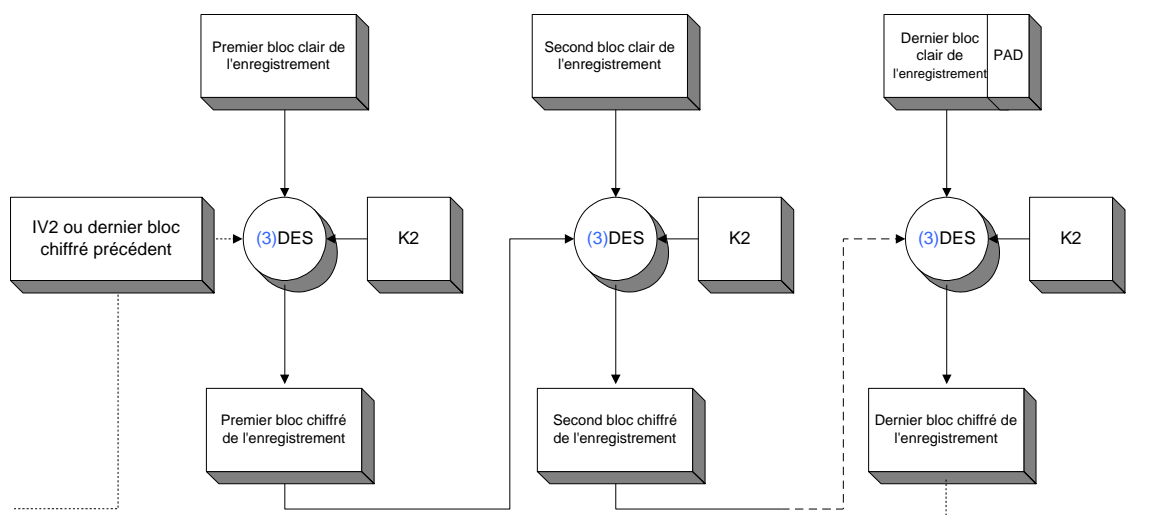 Premier bloc clair de
l'enregistrement
Second bloc clair de
l'enregistrement
Dernier bloc
clair de
l'enregistrement
PAD
IV2 ou dernier bloc
chiffré précédent
(3)DES
K2
(3)DES
K2
(3)DES
K2
Premier bloc chiffré
de l'enregistrement
Second bloc chiffré
de l'enregistrement
Dernier bloc chiffré de
l'enregistrement